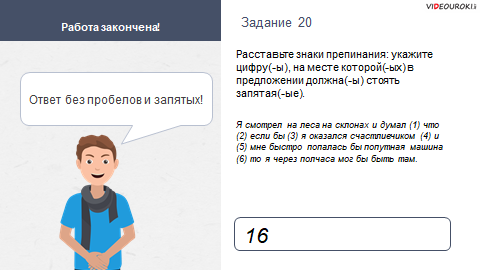 Работа закончена!
Ответ без пробелов и запятых!
VIDEOUROKI
Задание 20
Расставьте знаки препинания: укажите
цифру(-ы), на месте которой(-ых) в
предложении должна(-ы) стоять
запятая(-ые).
Я смотрел на леса на склонах и думал (1) что
(2) если бы (3) я оказался счастливчиком (4) и
(5) мне быстро попалась бы попутная машина
(6) то я через полчаса мог бы быть там.
16